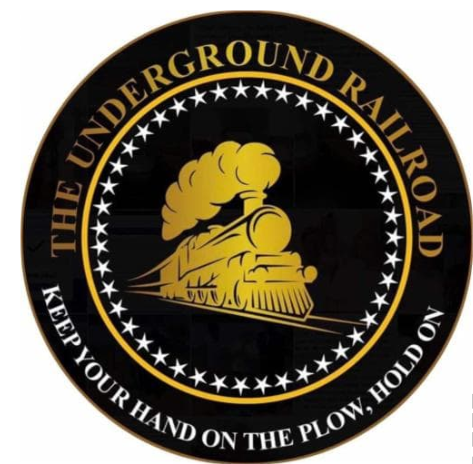 THE UNDERGROUND RAILROAD
KEEP YOUR HAND ON THE PLOW, HOLD ON